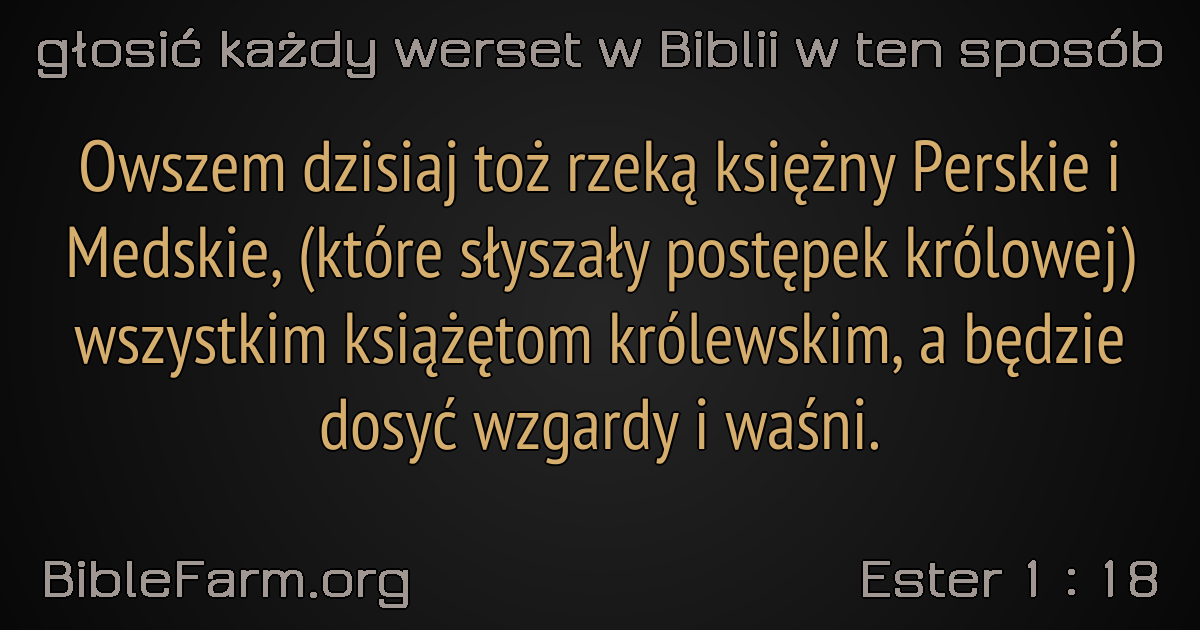 głosić każdy werset w Biblii w ten sposób
Owszem dzisiaj toż rzeką księżny Perskie i
Medskie, (które słyszały postępek królowej)
wszystkim książętom królewskim, a będzie
dosyć wzgardy i waśni.
BibleFarm.org
Ester 1 : 18